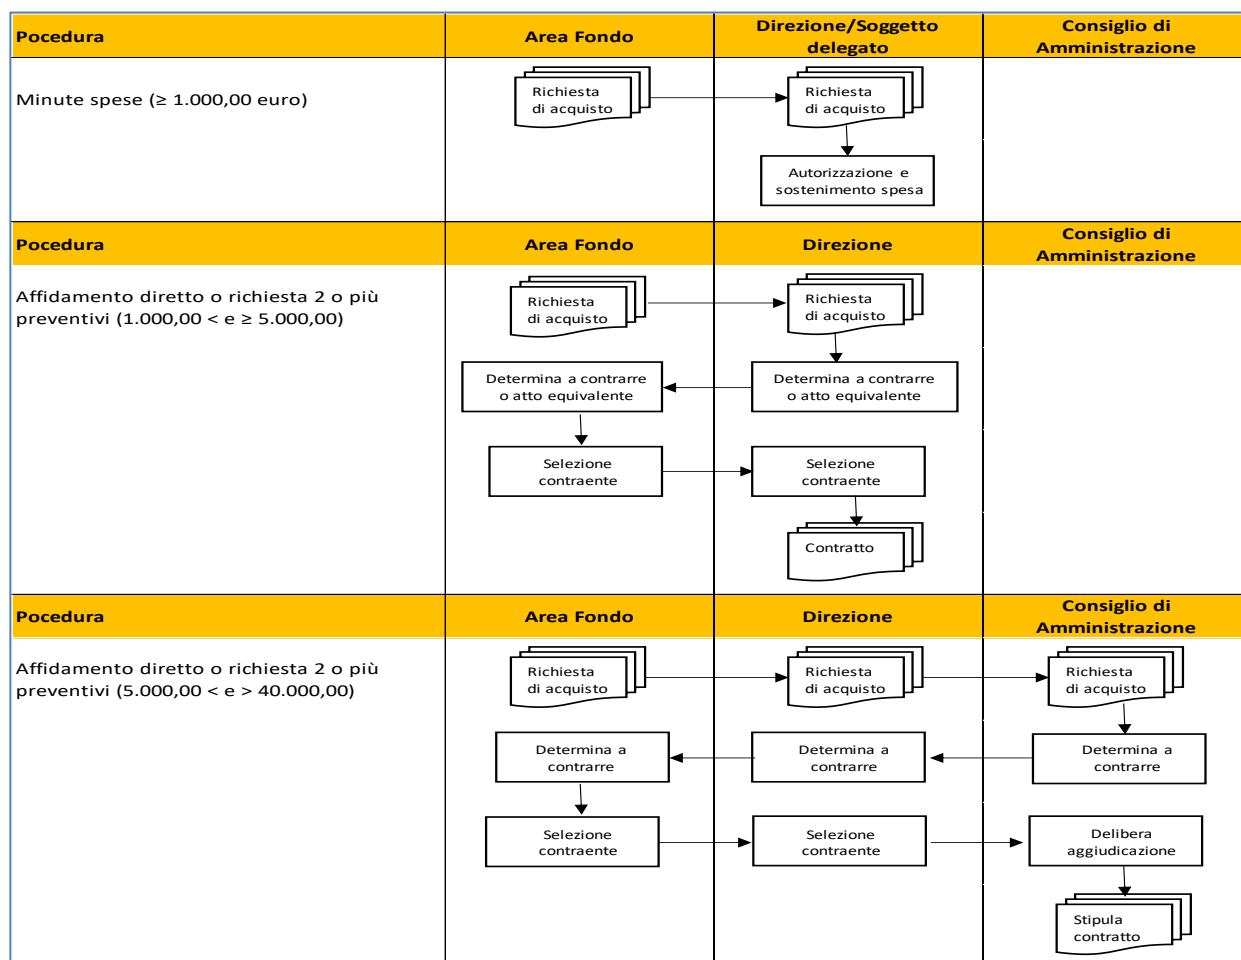 Pocedura
Area Fondo
Direzione/Soggetto
delegato
Consiglio di
Amministrazione
Minute spese (≥ 1.000,00 euro)
Richiesta
di acquisto
Richiesta
di acquisto
Autorizzazione e
sostenimento spesa
Pocedura
Area Fondo
Direzione
Consiglio di
Amministrazione
Affidamento diretto o richiesta 2 o più
preventivi (1.000,00 < e ≥ 5.000,00)
Richiesta
di acquisto
Richiesta
di acquisto
Determina a contrarre
o atto equivalente
Determina a contrarre
o atto equivalente
Selezione
contraente
Selezione
contraente
Contratto
Pocedura
Area Fondo
Direzione
Consiglio di
Amministrazione
Affidamento diretto o richiesta 2 o più
preventivi (5.000,00 < e > 40.000,00)
Richiesta
di acquisto
Richiesta
di acquisto
Richiesta
di acquisto
Determina a
contrarre
Determina a
contrarre
Determina a
contrarre
Selezione
contraente
Selezione
contraente
Delibera
aggiudicazione
Stipula
contratto